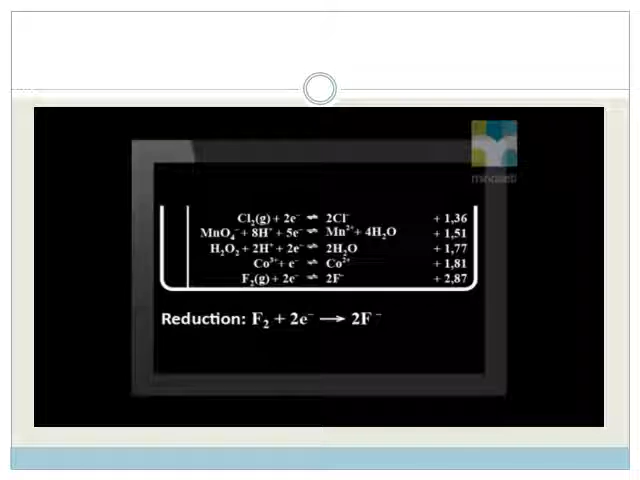 mindset
Cl₂(g) + 2e⁻ ⇌ 2Cl⁻ + 1,36
MnO₄⁻ + 8H⁺ + 5e⁻ ⇌ Mn²⁺ + 4H₂O + 1,51
H₂O₂ + 2H⁺ + 2e⁻ ⇌ 2H₂O + 1,77
Co³⁺ + e⁻ ⇌ Co²⁺ + 1,81
F₂(g) + 2e⁻ ⇌ 2F⁻ + 2,87
Reduction: F₂ + 2e⁻ ⟶ 2F⁻